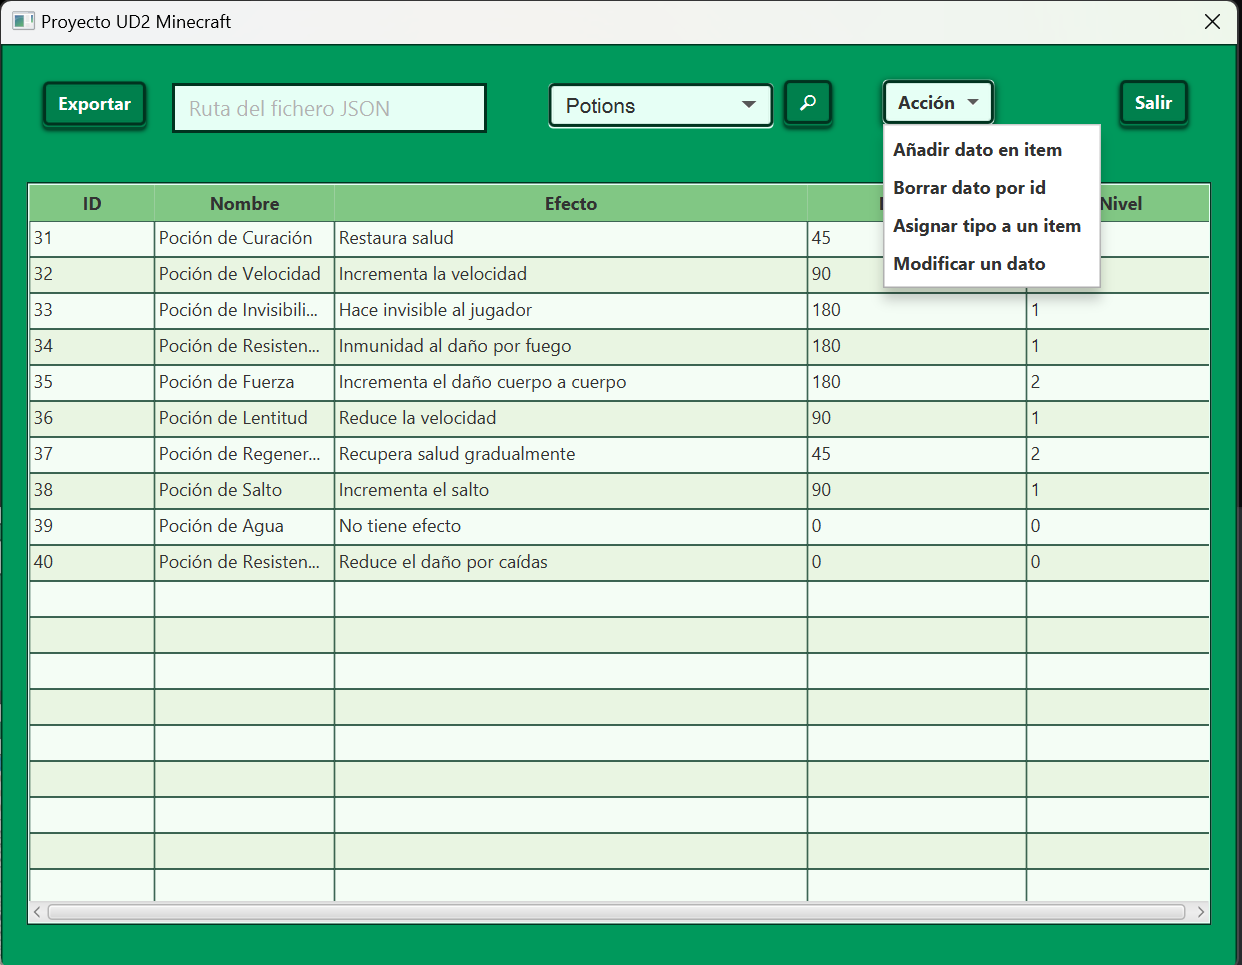 Proyecto UD2 Minecraft
Exportar Ruta del fichero JSON Potions Acción Salir
Añadir dato en item
Borrar dato por id
Asignar tipo a un item
Modificar un dato
ID Nombre Efecto Nivel
31 Poción de Curación Restaura salud 45
32 Poción de Velocidad Incrementa la velocidad 90
33 Poción de Invisibili... Hace invisible al jugador 180 1
34 Poción de Resisten... Inmunidad al daño por fuego 180 1
35 Poción de Fuerza Incrementa el daño cuerpo a cuerpo 180 2
36 Poción de Lentitud Reduce la velocidad 90 1
37 Poción de Regener... Recupera salud gradualmente 45 2
38 Poción de Salto Incrementa el salto 90 1
39 Poción de Agua No tiene efecto 0 0
40 Poción de Resisten... Reduce el daño por caídas 0 0